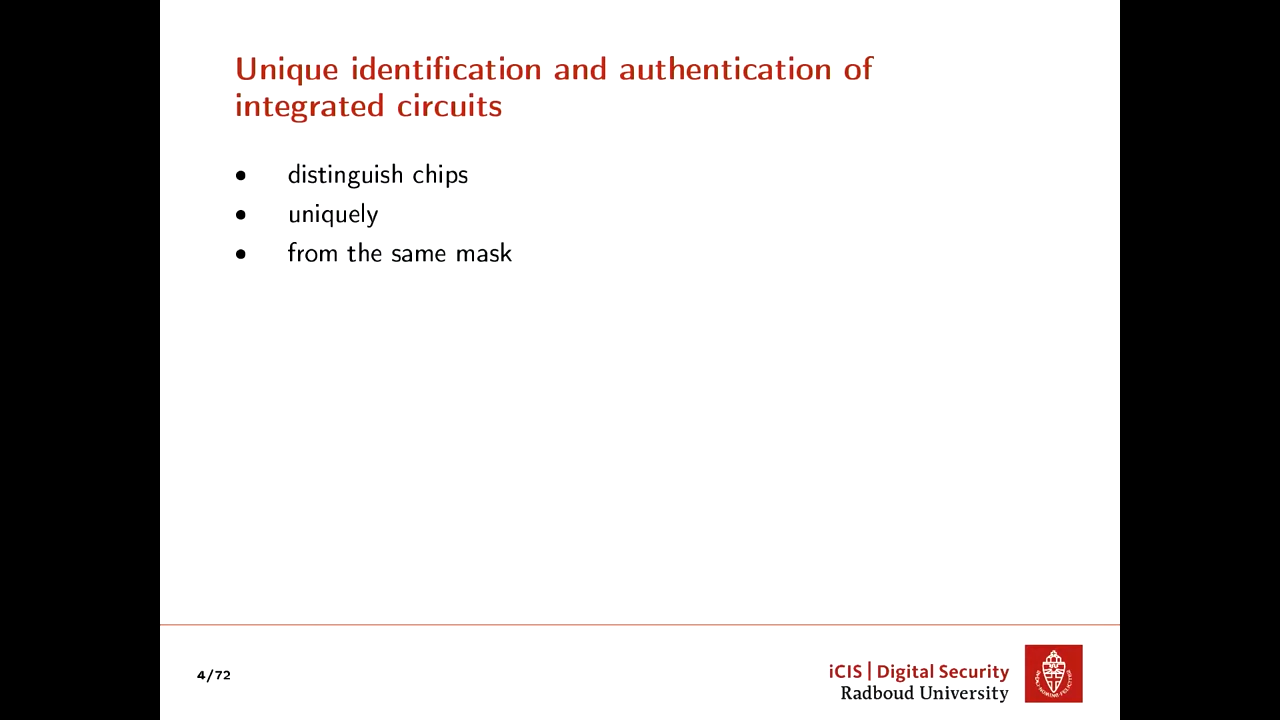 Unique identification and authentication of
integrated circuits
• distinguish chips
• uniquely
• from the same mask
4/72
iCIS | Digital Security
Radboud University